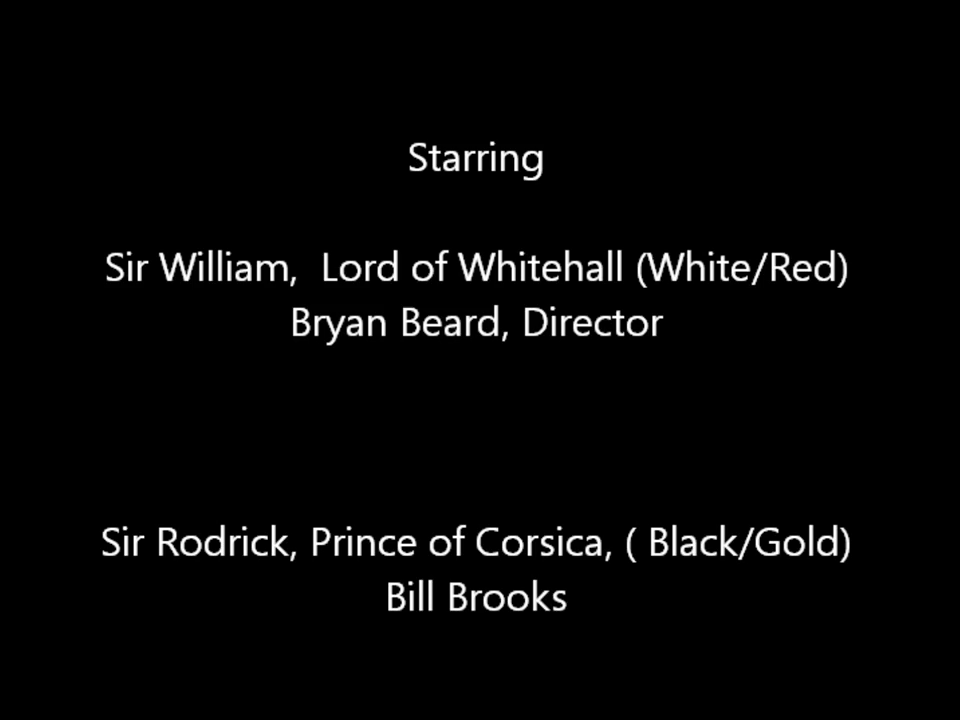 Starring
Sir William,  Lord of Whitehall (White/Red)
Bryan Beard, Director
Sir Rodrick, Prince of Corsica, ( Black/Gold)
Bill Brooks